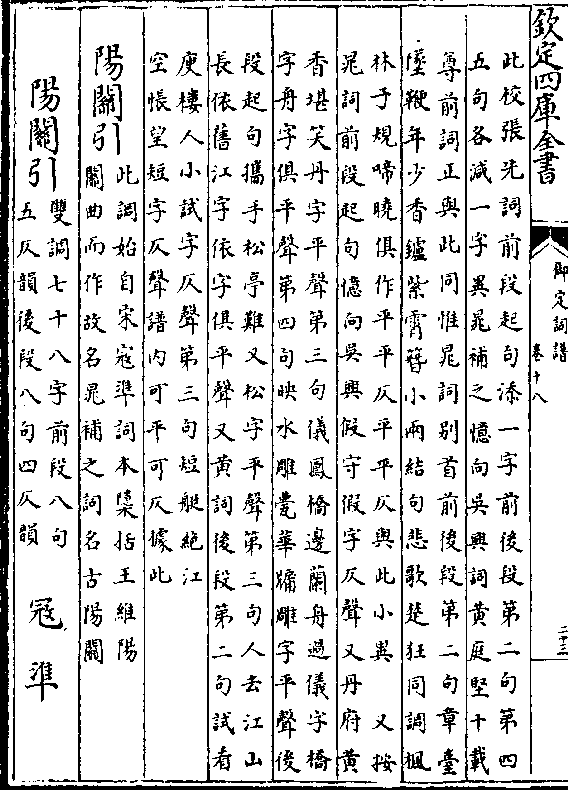 欽定四庫全書
御定詞譜
卷十八
二十三
此校張先詞前段起句添一字前後段第二句第四
五句各減一字異晁補之憶向吳興詞黃庭堅十載
尊前詞正與此同惟晁詞別首前後段第二句章臺
墜鞭年少香鑪紫霄簪小兩結句悲歌楚狂同調楓
林子規啼曉俱作平平仄平平仄與此小異 又按
晁詞前段起句憶向吳興假守假字仄聲又丹府黃
香堪笑丹字平聲第三句儀鳳橋邊蘭舟過儀字橋
字舟字俱平聲第四句映水雕甍華牖雕字平聲後
段起句攜手松亭難又松字平聲第三句人去江山
長依舊江字依字俱平聲又黃詞後段第二句試看
庾樓人小試字仄聲第三句短艇絶江
空悵望短字仄聲譜內可平可仄據此
陽關引
此調始自宋寇準詞本檃括王維陽
關曲而作故名晁補之詞名古陽關
陽關引
雙調七十八字前段八句
五仄韻後段八句四仄韻
寇準